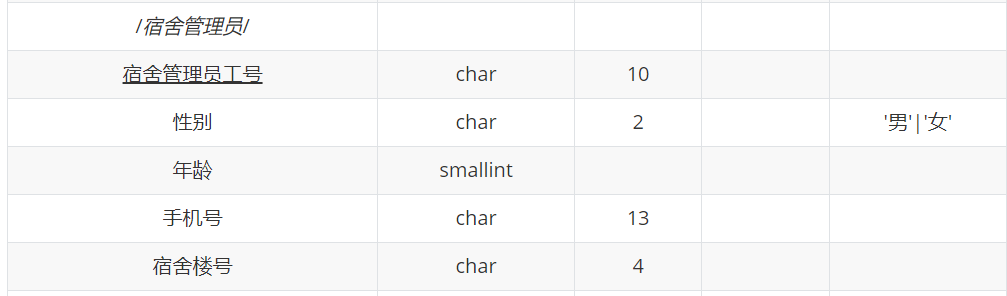 /宿舍管理员/
宿舍管理员工号 char 10
性别 char 2 '男'|'女'
年龄 smallint
手机号 char 13
宿舍楼号 char 4